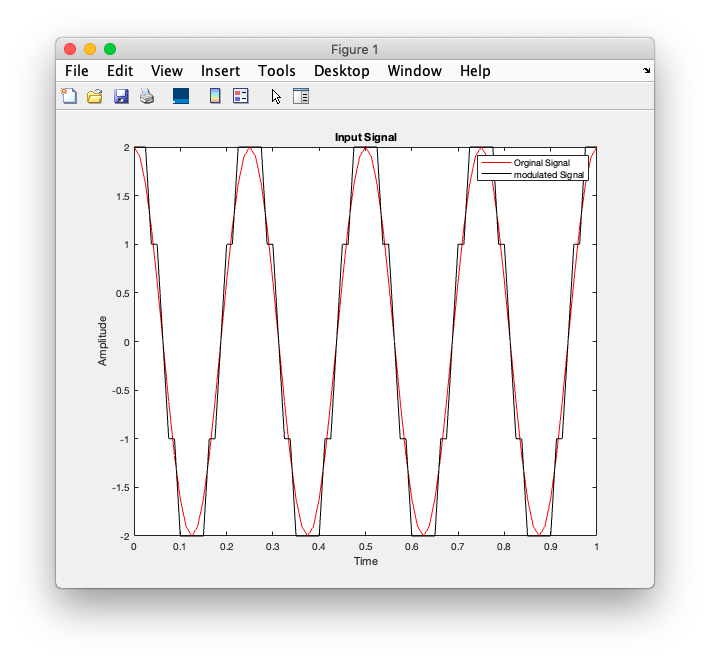 Figure 1
File Edit View Insert Tools Desktop Window Help
Input Signal
Orginal Signal
modulated Signal
2
1.5
1
0.5
0
-0.5
-1
-1.5
-2
Amplitude
0 0.1 0.2 0.3 0.4 0.5 0.6 0.7 0.8 0.9 1
Time